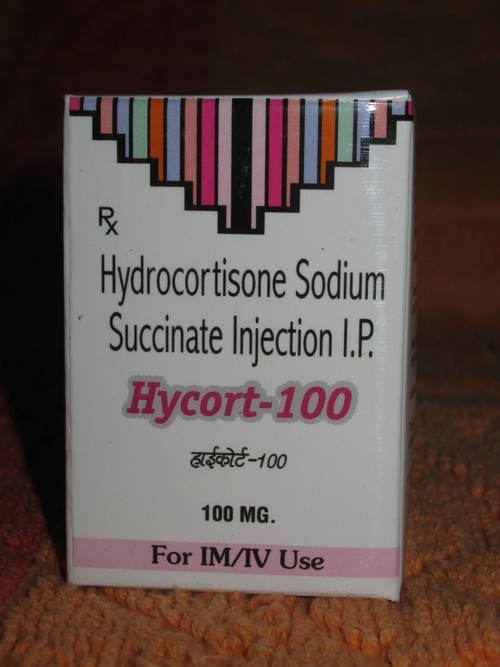 Rx
Hydrocortisone Sodium
Succinate Injection I.P.
Hycort-100
हाईकोर्ट-100
100 MG.
For IM/IV Use